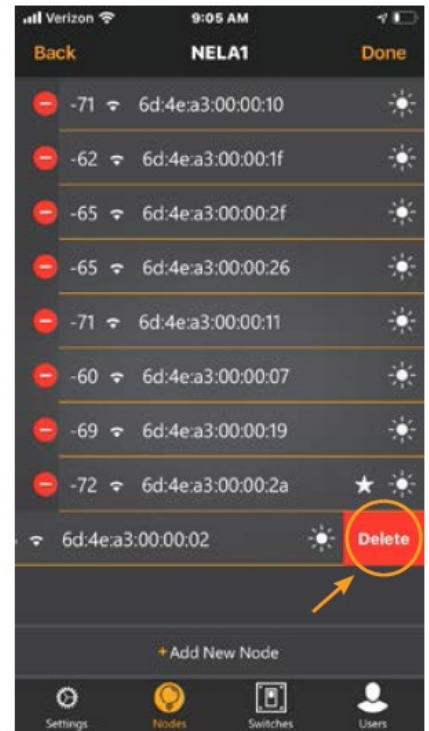 Verizon 9:05 AM
Back NELA1 Done
-71 6d:4e:a3:00:00:10
-62 6d:4e:a3:00:00:1f
-65 6d:4e:a3:00:00:2f
-65 6d:4e:a3:00:00:26
-71 6d:4e:a3:00:00:11
-60 6d:4e:a3:00:00:07
-69 6d:4e:a3:00:00:19
-72 6d:4e:a3:00:00:2a
6d:4e:a3:00:00:02 Delete
+ Add New Node
Settings Nodes Switches Users